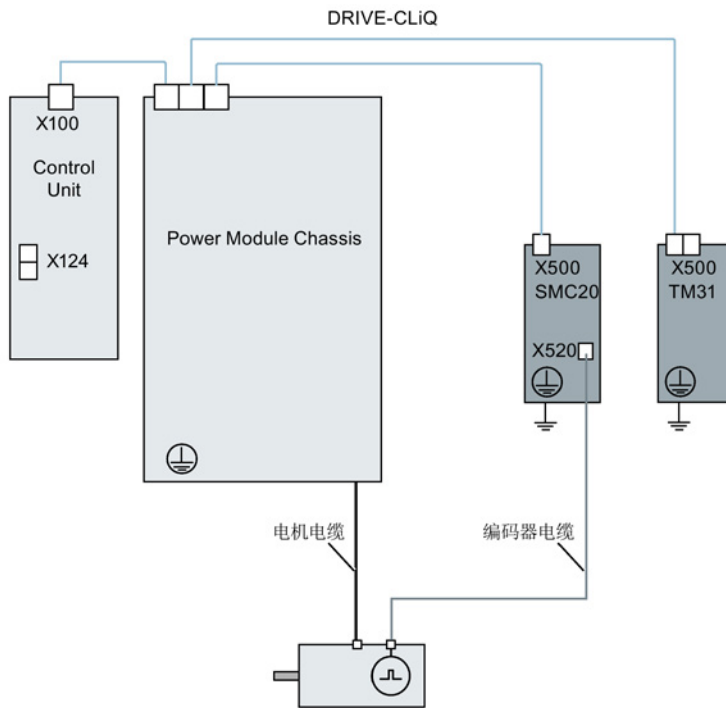 DRIVE-CLiQ
X100
Control
Unit
X124
Power Module Chassis
X500
SMC20
X520
X500
TM31
电机电缆
编码器电缆